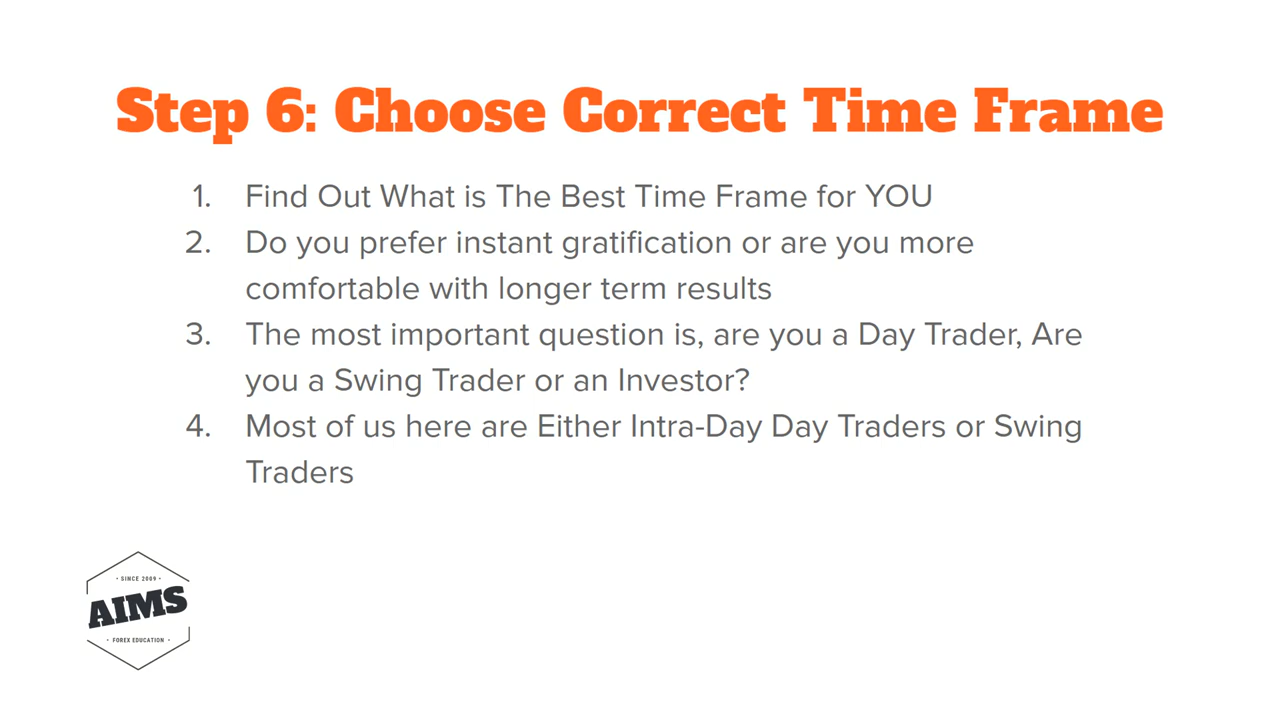 Step 6: Choose Correct Time Frame
1. Find Out What is The Best Time Frame for YOU
2. Do you prefer instant gratification or are you more
comfortable with longer term results
3. The most important question is, are you a Day Trader, Are
you a Swing Trader or an Investor?
4. Most of us here are Either Intra-Day Day Traders or Swing
Traders
• SINCE 2009 •
AIMS
• FOREX EDUCATION •